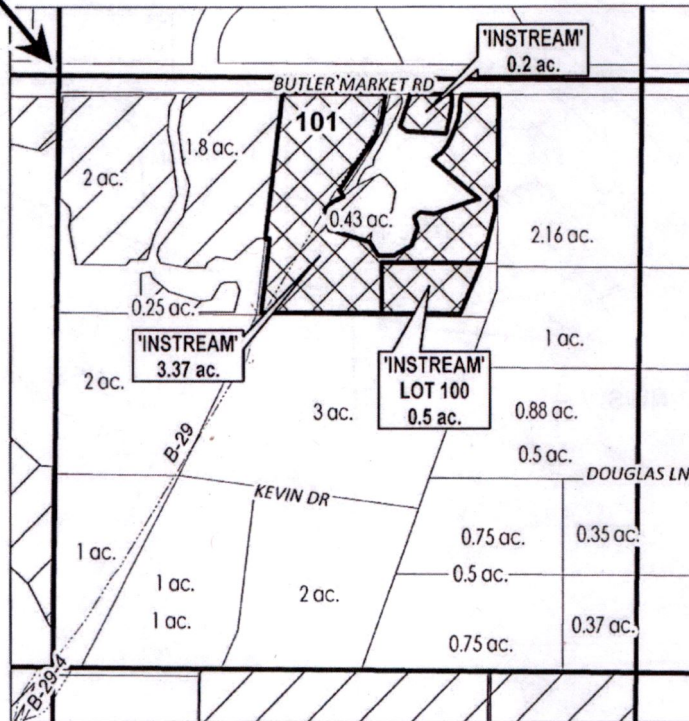 'INSTREAM'
0.2 ac.
BUTLER MARKET RD
101
1.8 ac.
2 ac.
0.43 ac.
2.16 ac.
0.25 ac.
'INSTREAM'
3.37 ac.
1 ac.
'INSTREAM'
LOT 100
0.5 ac.
2 ac.
3 ac.
0.88 ac.
B-29
0.5 ac.
DOUGLAS LN
KEVIN DR
0.75 ac.
0.35 ac.
1 ac.
0.5 ac.
1 ac.
2 ac.
1 ac.
0.37 ac.
0.75 ac.
B-29-4